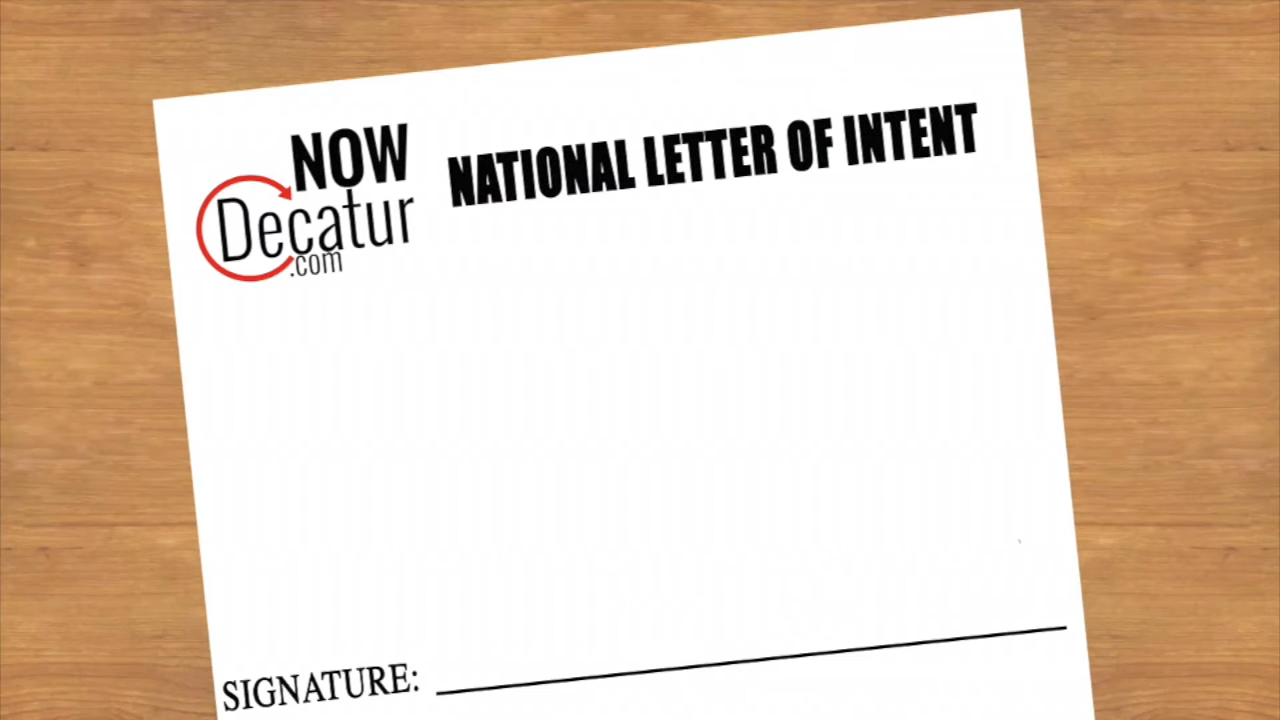 NOW
Decatur
.com
NATIONAL LETTER OF INTENT
SIGNATURE: